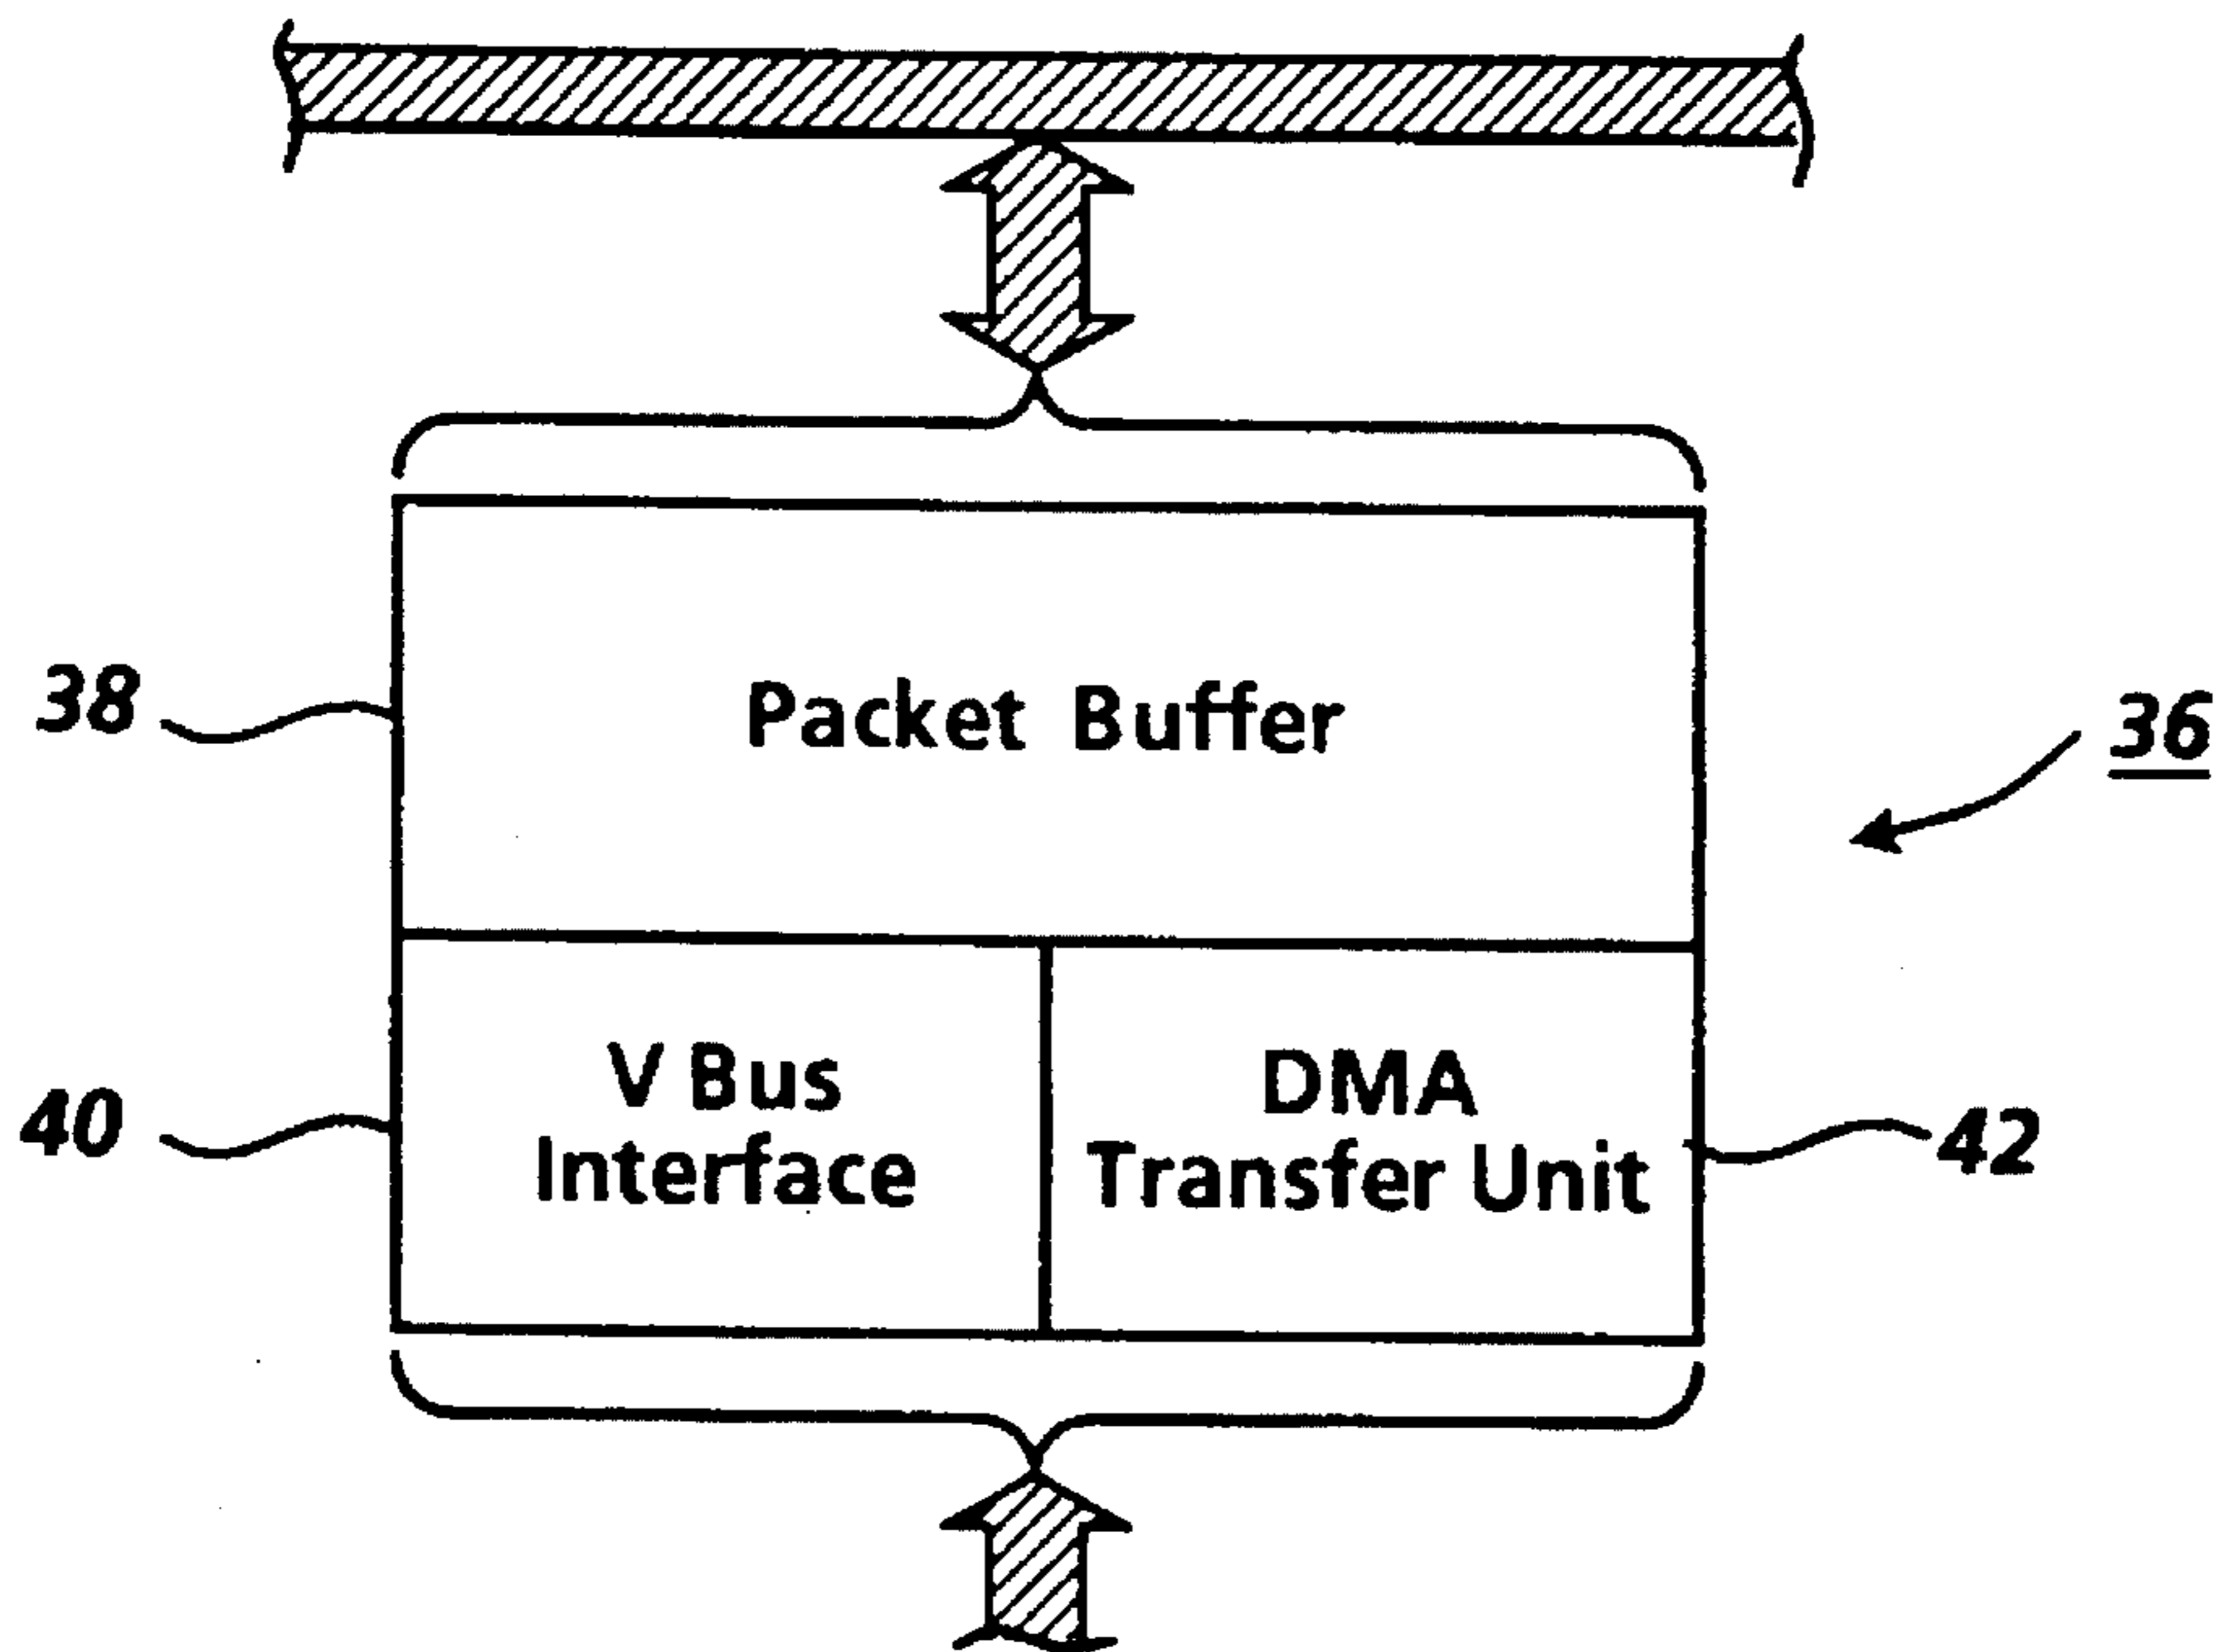 38
Packet Buffer
36
40
V Bus
Interface
DMA
Transfer Unit
42